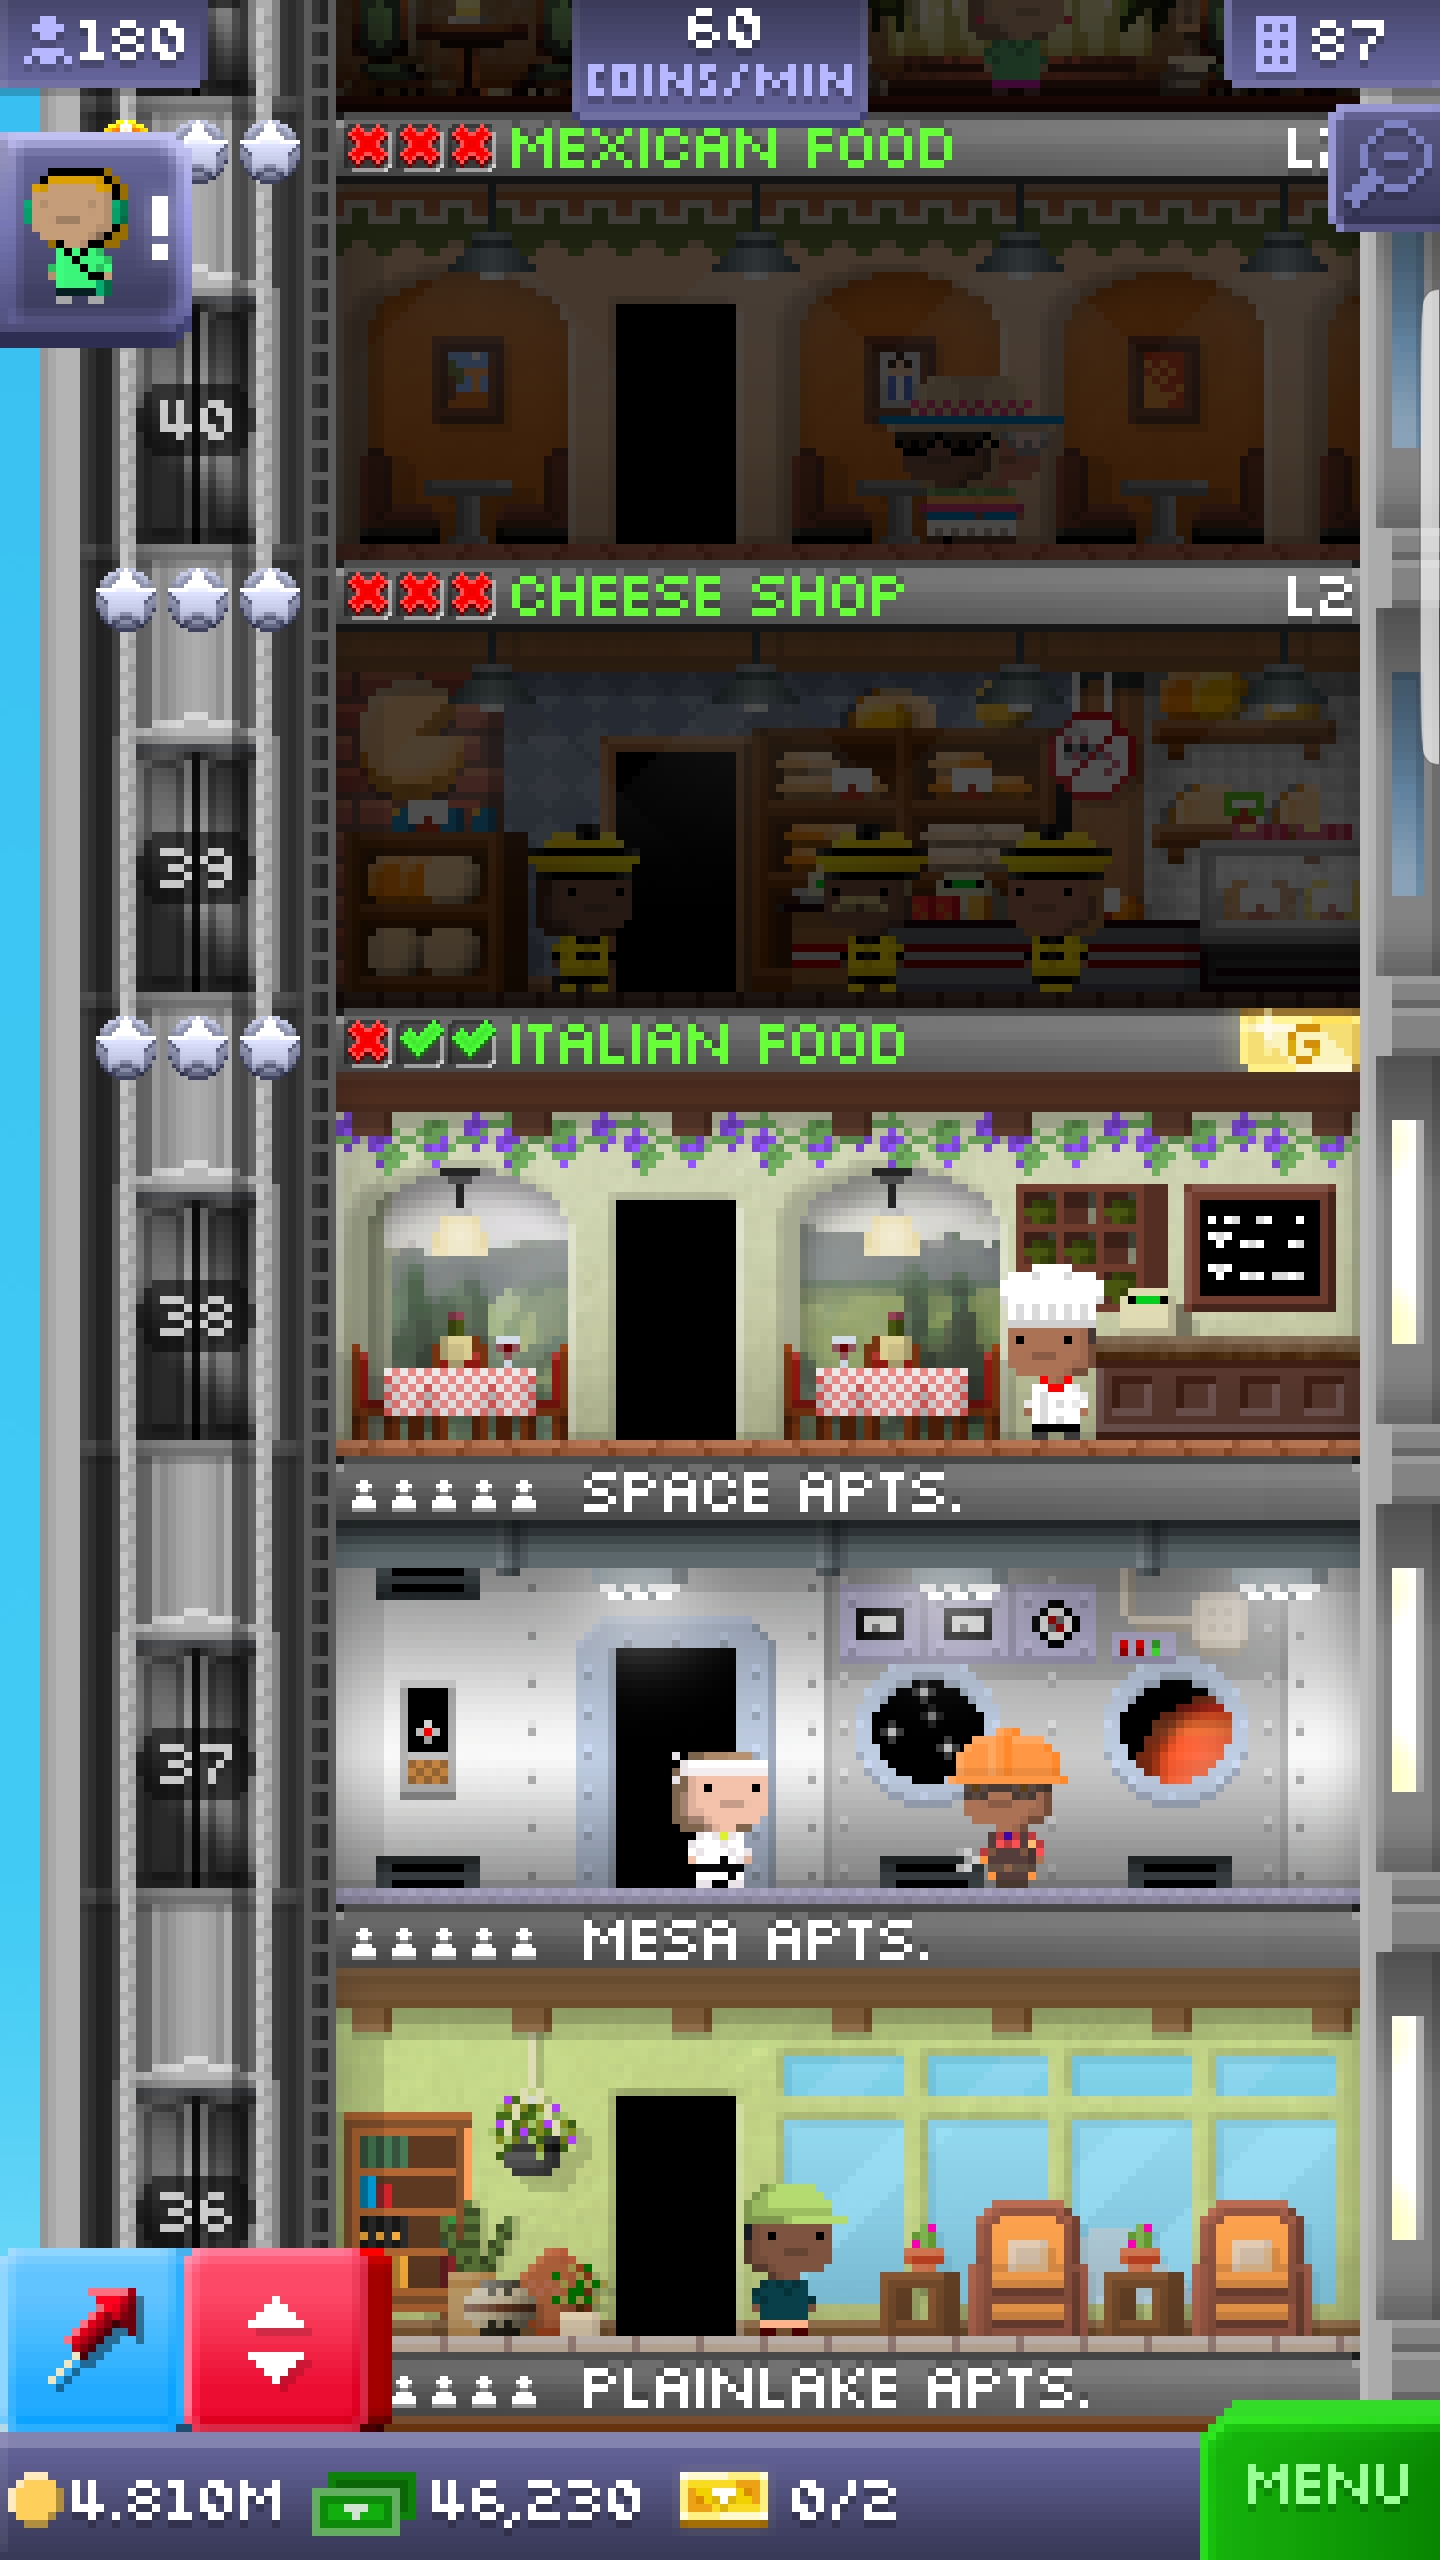 180
60
COINS/MIN
87
MEXICAN FOOD
!
40
CHEESE SHOP L2
39
ITALIAN FOOD G
38
SPACE APTS.
37
MESA APTS.
36
PLAINLAKE APTS.
4.810M 46,230 0/2
MENU